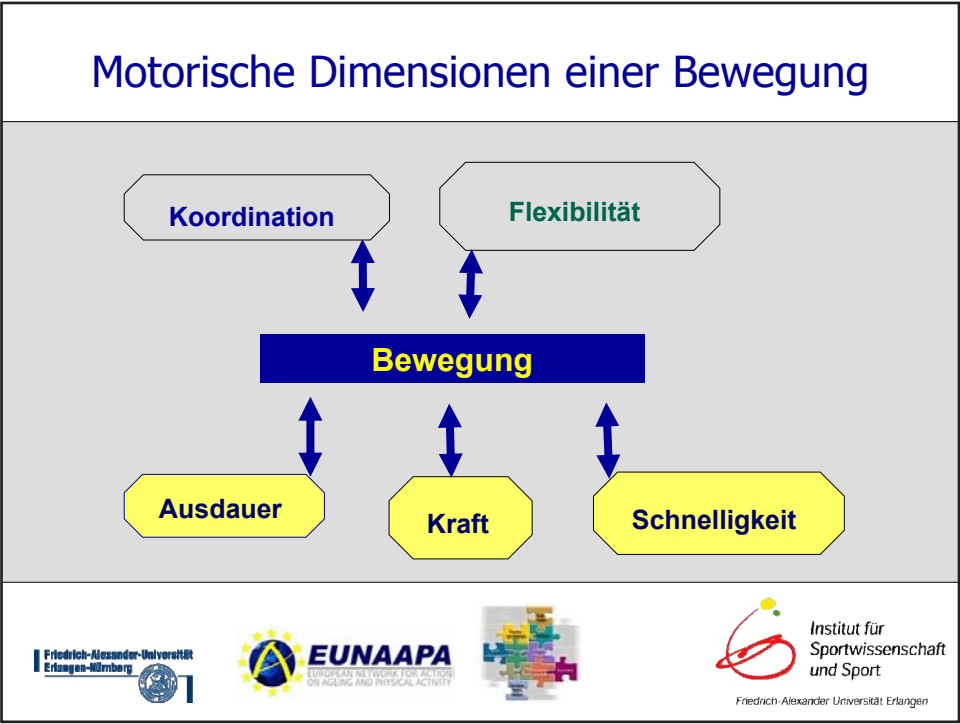 Motorische Dimensionen einer Bewegung
Koordination
Flexibilität
Bewegung
Ausdauer
Kraft
Schnelligkeit
Friedrich-Alexander-Universität
Erlangen-Nürnberg
EUNAAPA
EUROPEAN NETWORK FOR ACTION
ON AGEING AND PHYSICAL ACTIVITY
Institut für
Sportwissenschaft
und Sport
Friedrich-Alexander Universität Erlangen